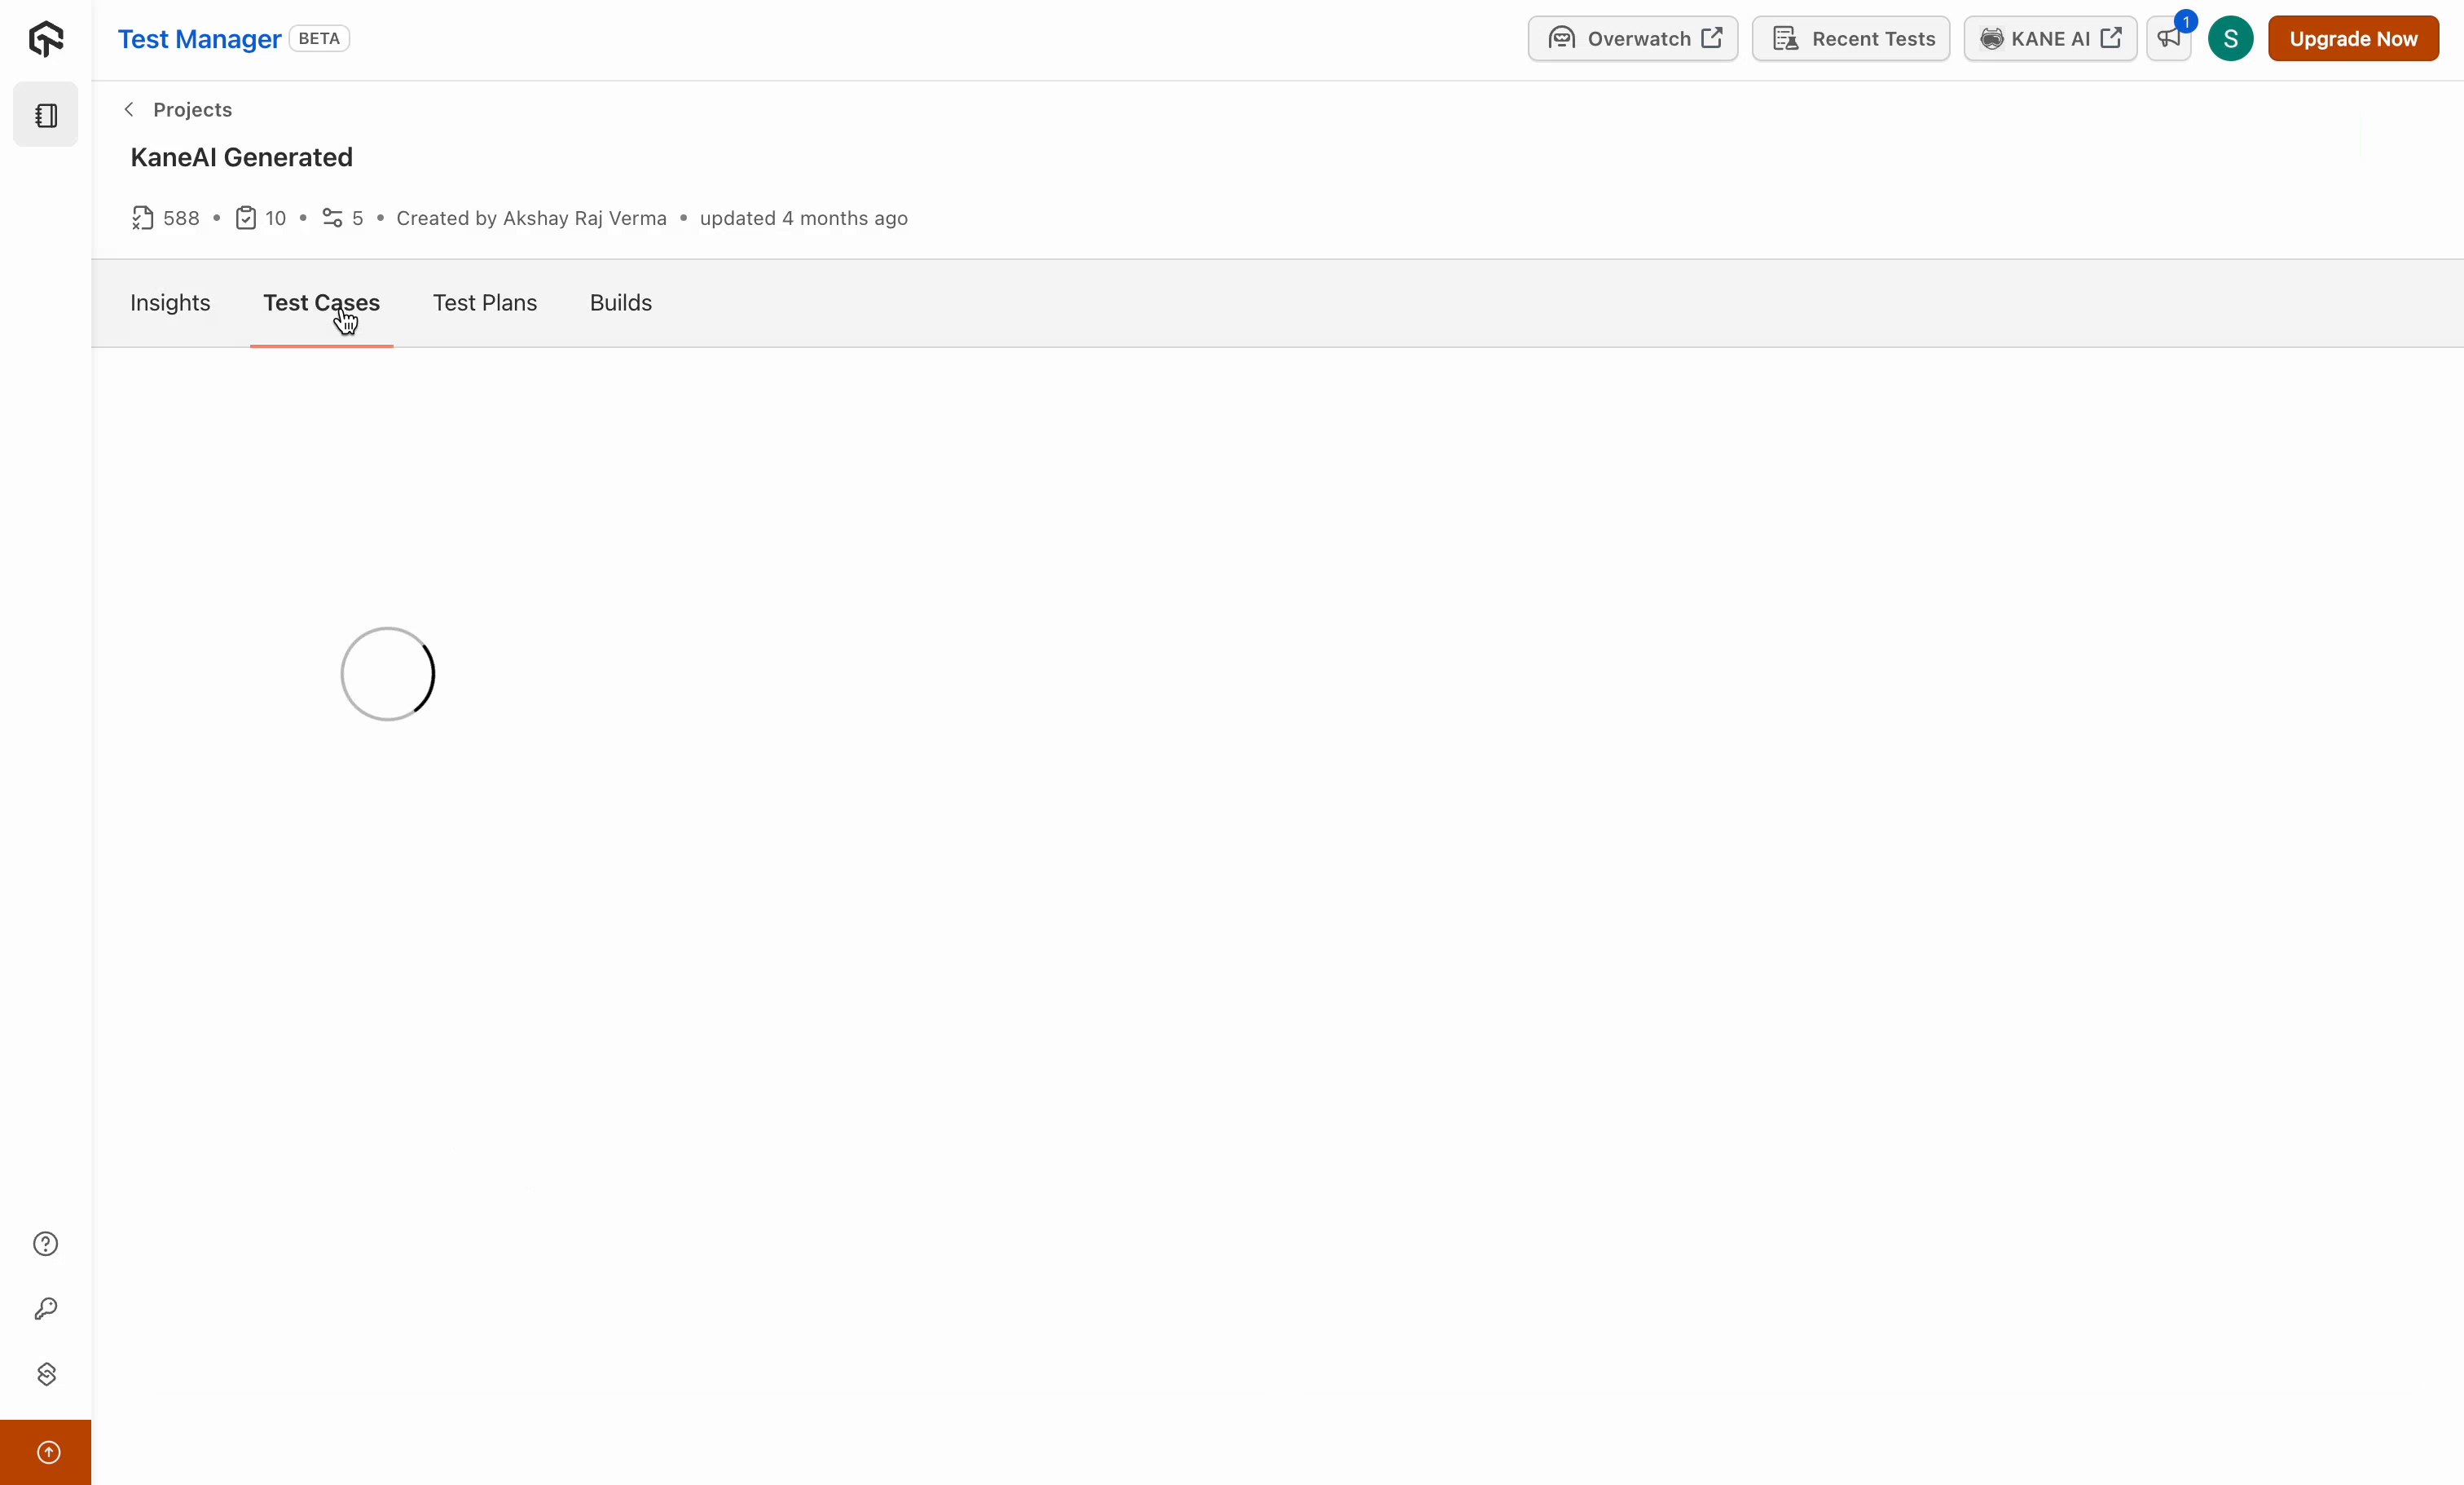 Test Manager BETA
Overwatch
Recent Tests
KANE AI
1
S
Upgrade Now
Projects
KaneAI Generated
588 • 10 • 5 • Created by Akshay Raj Verma • updated 4 months ago
Insights
Test Cases
Test Plans
Builds